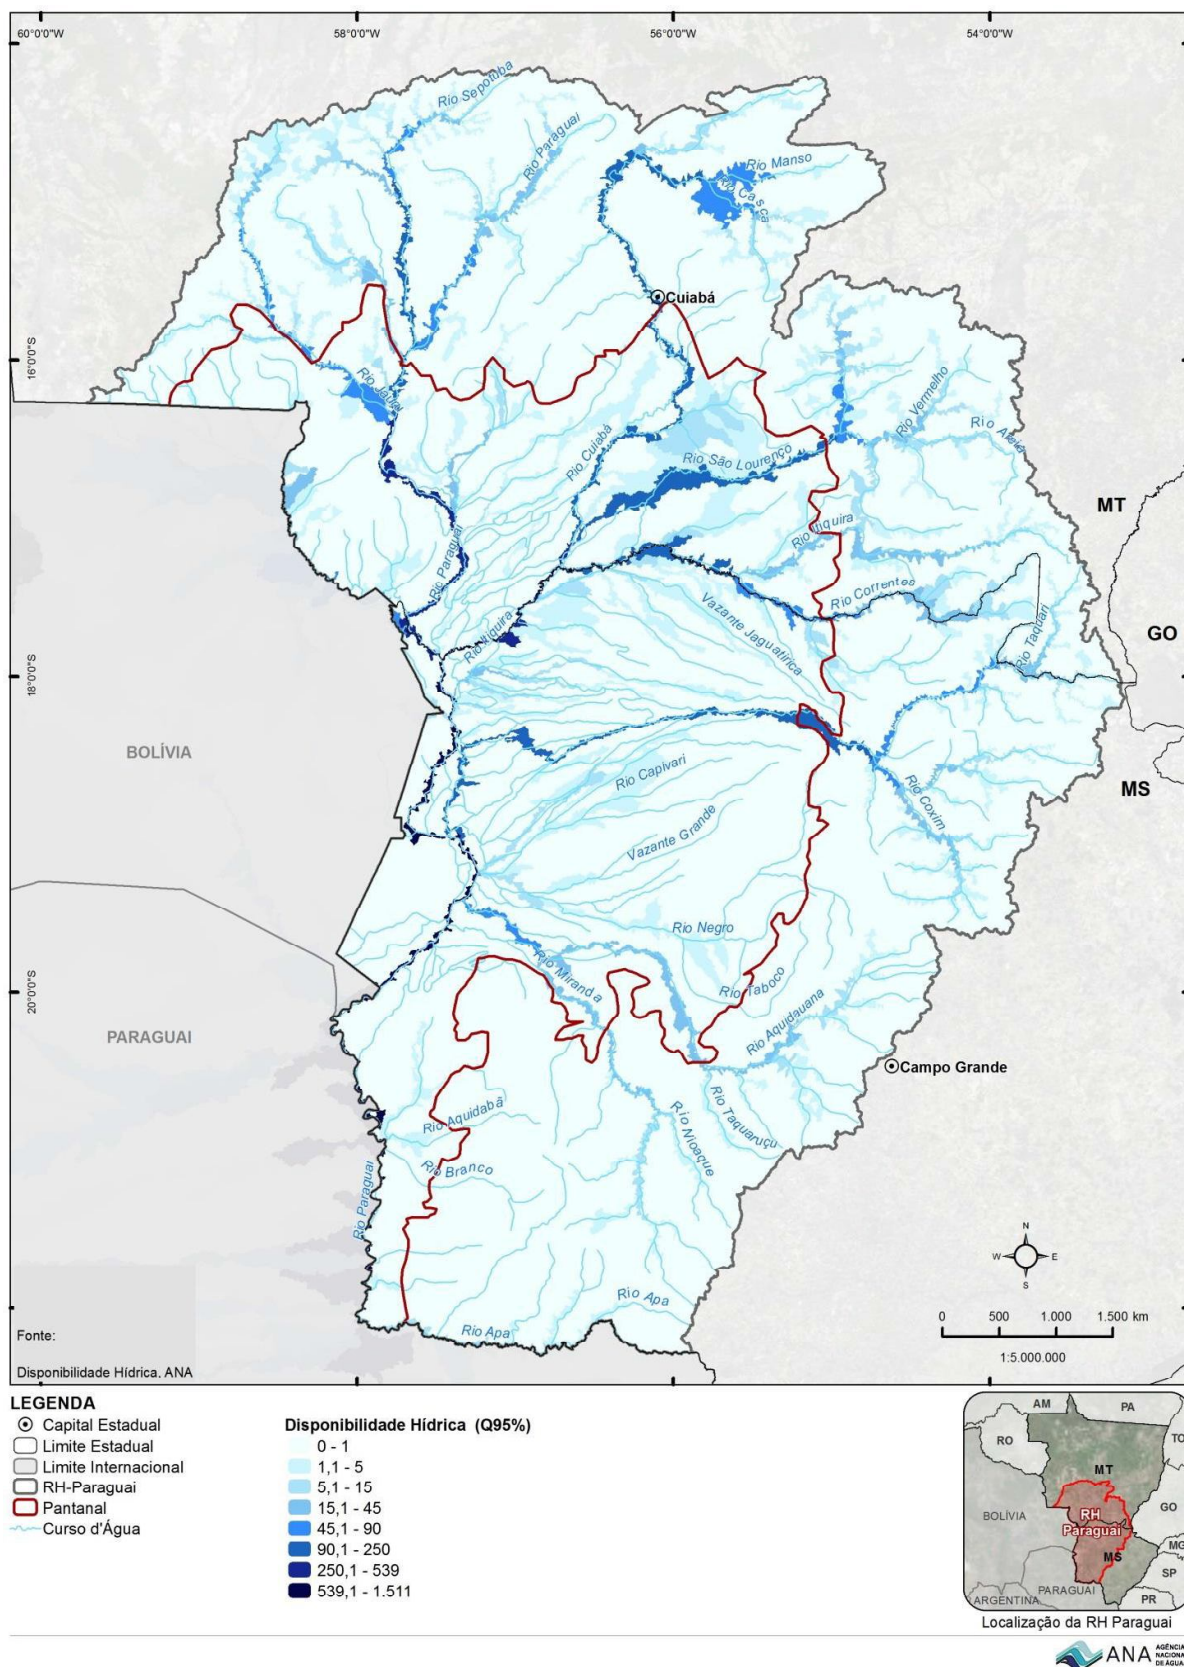 60°0'0"W
58°0'0"W
56°0'0"W
54°0'0"W
Rio Sepotuba
Rio Paraguai
Rio Manso
Rio Casca
Cuiabá
16°0'0"S
Rio Jauru
Rio Vermelho
Rio Cuiabá
Rio São Lourenço
MT
Rio Itiquira
Rio Paraguai
Rio Correntes
Rio Itiquira
Vazante Jaguatirica
Rio Taquari
GO
18°0'0"S
BOLÍVIA
Rio Capivari
MS
Rio Coxim
Vazante Grande
Rio Negro
Rio Miranda
20°0'0"S
Rio Taboco
PARAGUAI
Rio Aquidauana
Campo Grande
Rio Aquidabã
Rio Taquaruçu
Rio Nioaque
Rio Branco
Rio Paraguai
N
W
E
S
Rio Apa
Rio Apa
0 500 1.000 1.500 km
1:5.000.000
Fonte:
Disponibilidade Hídrica. ANA
LEGENDA
Capital Estadual
Limite Estadual
Limite Internacional
RH-Paraguai
Pantanal
Curso d'Água
Disponibilidade Hídrica (Q95%)
0 - 1
1,1 - 5
5,1 - 15
15,1 - 45
45,1 - 90
90,1 - 250
250,1 - 539
539,1 - 1.511
AM
PA
RO
TO
MT
GO
BOLÍVIA
RH
Paraguai
MS
MG
SP
PARAGUAI
ARGENTINA
PR
Localização da RH Paraguai
ANA
AGÊNCIA
NACIONAL
DE ÁGUAS